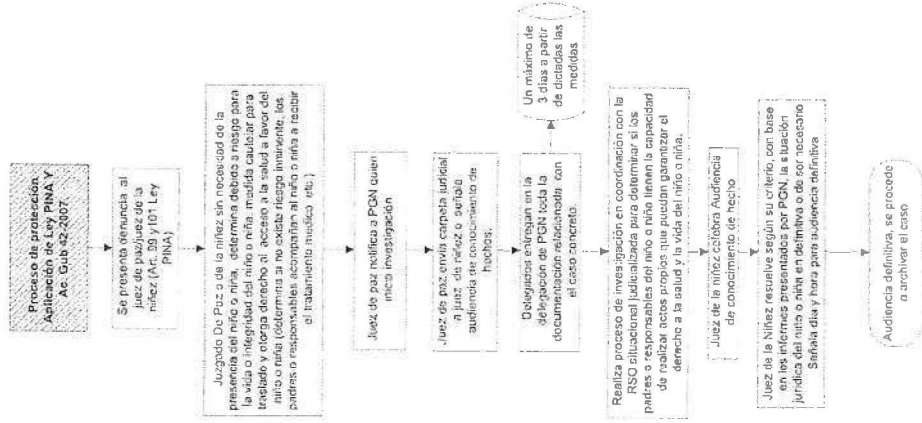 Proceso de protección
Aplicación de Ley PINA Y
Ac. Gub 42-2007.
Se presenta denuncia al
juez de paz/juez de la
niñez (Art. 99 y 101 Ley
PINA)
Juzgado De Paz o de la niñez sin necesidad de la
presencia del niño o niña, determina debido a riesgo para
la vida o integridad del niño o niña, medida cautelar para
traslado y otorga derecho al acceso a la salud a favor del
niño o niña (determina si no existe riesgo inminente, los
padres o responsables acompañan al niño o niña a recibir
el tratamiento medico, etc.)
Juez de paz notifica a PGN quien
inicia investigación
Juez de paz envía carpeta judicial
a juez de niñez o señala
audiencia de conocimiento de
hechos,
Delegados entregan en la
delegación de PGN toda la
documentación relacionada con
el caso concreto.
Un máximo de
3 días a partir
de dictadas las
medidas
Realiza proceso de investigación en coordinación con la
RSO situacional judicializada para determinar si los
padres o responsables del niño o niño tienen la capacidad
de realizar actos propios que puedan garantizar el
derecho a la salud y la vida del niño o niña.
Juez de la niñez celebra Audiencia
de conocimiento de hecho
Juez de la Niñez resuelve según su criterio, con base
en los informes presentados por PGN, la situación
jurídica del niño o niña en definitiva o de ser necesario
Señala día y hora para audiencia definitiva
Audiencia definitiva, se procede
a archivar el caso